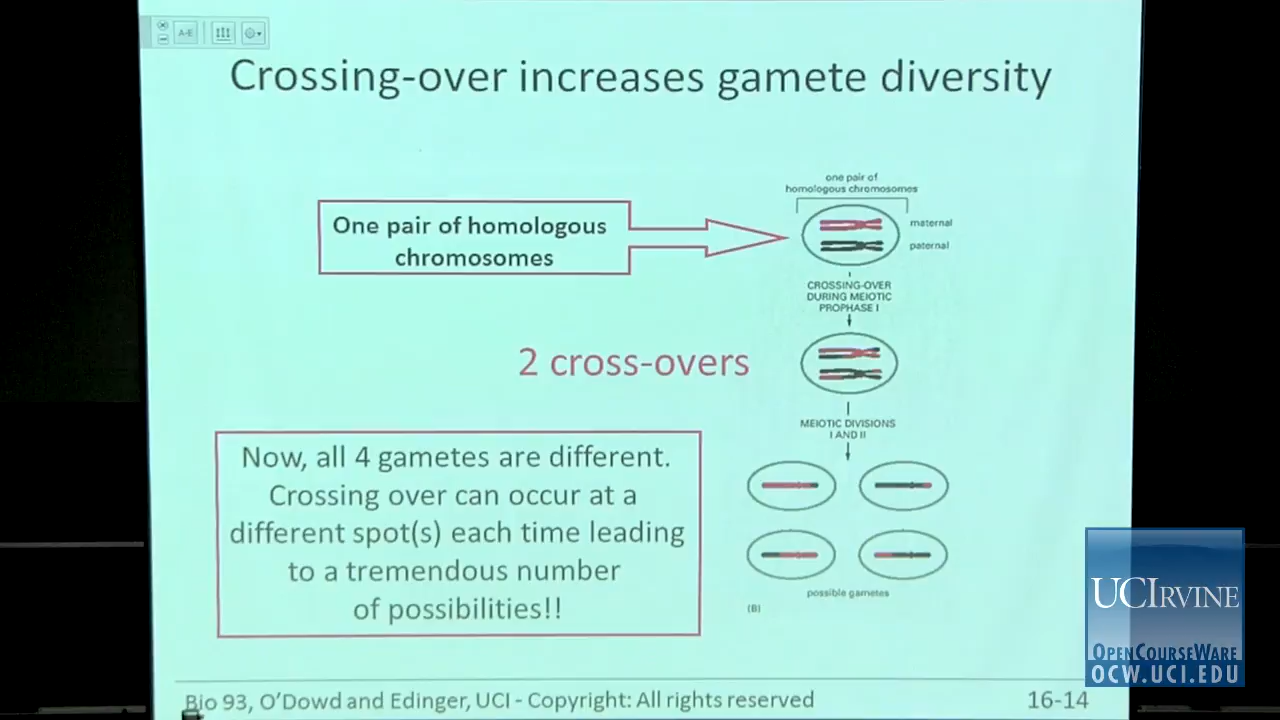 A-E
Crossing-over increases gamete diversity
one pair of
homologous chromosomes
One pair of homologous
chromosomes
maternal
paternal
CROSSING-OVER
DURING MEIOTIC
PROPHASE I
2 cross-overs
MEIOTIC DIVISIONS
I AND II
Now, all 4 gametes are different.
Crossing over can occur at a
different spot(s) each time leading
to a tremendous number
of possibilities!!
possible gametes
(B)
UCIRVINE
OPENCOURSEWARE
OCW.UCI.EDU
Bio 93, O'Dowd and Edinger, UCI - Copyright: All rights reserved
16-14